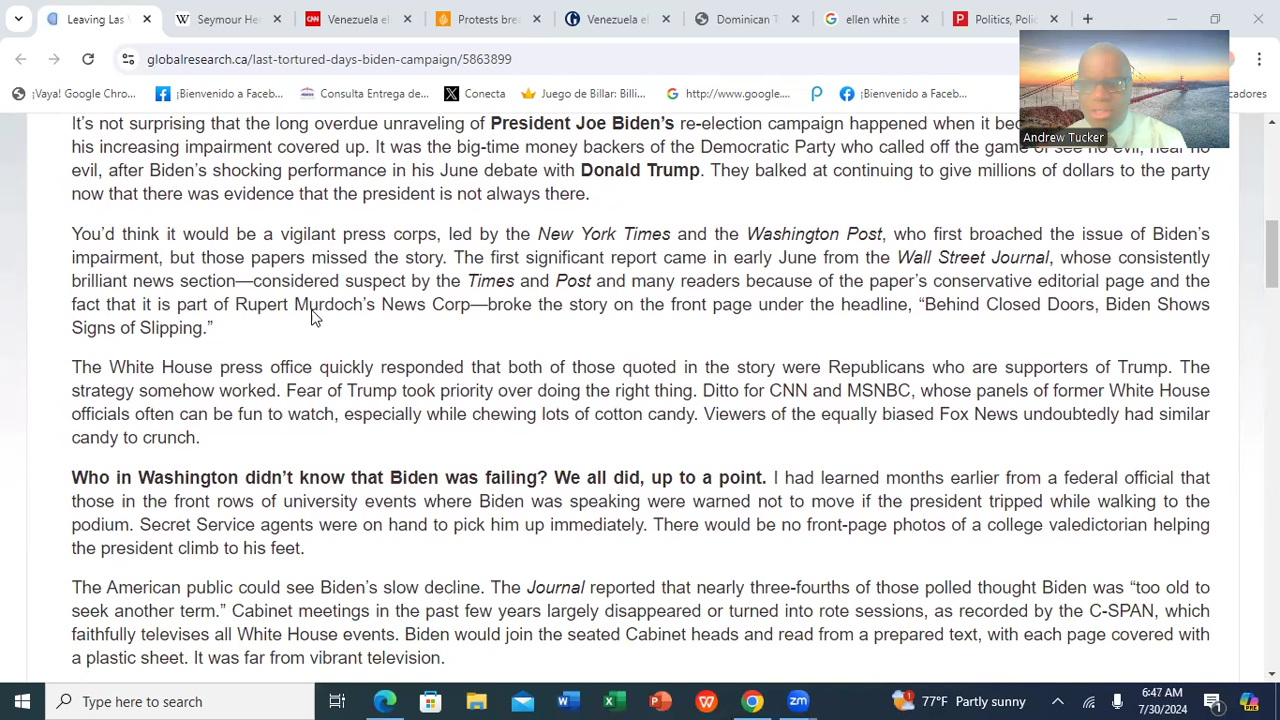 Leaving Las
Seymour He
Venezuela el
Protests bre
Venezuela el
Dominican T
ellen white s
Politics, Poli
globalresearch.ca/last-tortured-days-biden-campaign/5863899
¡Vaya! Google Chro...
¡Bienvenido a Faceb...
Consulta Entrega de...
Conecta
Juego de Billar: Billi...
http://www.google....
¡Bienvenido a Faceb...
cadores
Andrew Tucker
It's not surprising that the long overdue unraveling of President Joe Biden's re-election campaign happened when it bec
his increasing impairment covered up. It was the big-time money backers of the Democratic Party who called off the game of see no evil, hear no
evil, after Biden's shocking performance in his June debate with Donald Trump. They balked at continuing to give millions of dollars to the party
now that there was evidence that the president is not always there.
You'd think it would be a vigilant press corps, led by the New York Times and the Washington Post, who first broached the issue of Biden's
impairment, but those papers missed the story. The first significant report came in early June from the Wall Street Journal, whose consistently
brilliant news section—considered suspect by the Times and Post and many readers because of the paper's conservative editorial page and the
fact that it is part of Rupert Murdoch's News Corp—broke the story on the front page under the headline, “Behind Closed Doors, Biden Shows
Signs of Slipping.”
The White House press office quickly responded that both of those quoted in the story were Republicans who are supporters of Trump. The
strategy somehow worked. Fear of Trump took priority over doing the right thing. Ditto for CNN and MSNBC, whose panels of former White House
officials often can be fun to watch, especially while chewing lots of cotton candy. Viewers of the equally biased Fox News undoubtedly had similar
candy to crunch.
Who in Washington didn't know that Biden was failing? We all did, up to a point. I had learned months earlier from a federal official that
those in the front rows of university events where Biden was speaking were warned not to move if the president tripped while walking to the
podium. Secret Service agents were on hand to pick him up immediately. There would be no front-page photos of a college valedictorian helping
the president climb to his feet.
The American public could see Biden's slow decline. The Journal reported that nearly three-fourths of those polled thought Biden was “too old to
seek another term.” Cabinet meetings in the past few years largely disappeared or turned into rote sessions, as recorded by the C-SPAN, which
faithfully televises all White House events. Biden would join the seated Cabinet heads and read from a prepared text, with each page covered with
a plastic sheet. It was far from vibrant television.
Type here to search
77°F Partly sunny
6:47 AM
7/30/2024